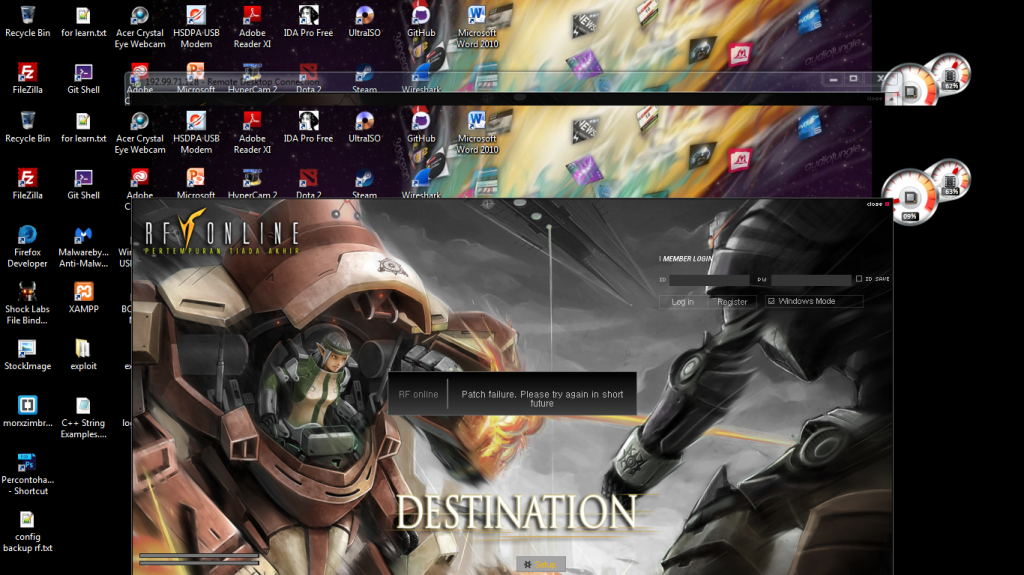 Recycle Bin
for learn.txt
Acer Crystal
Eye Webcam
HSDPA-USB
Modem
Adobe
Reader XI
IDA Pro Free
UltraISO
GitHub
Microsoft
Word 2010
FileZilla
Git Shell
Adobe
Microsoft
HyperCam 2
Dota 2
Steam
Wireshark
Remote Desktop Connection
close
62%
Recycle Bin
for learn.txt
Acer Crystal
Eye Webcam
HSDPA-USB
Modem
Adobe
Reader XI
IDA Pro Free
UltraISO
GitHub
Microsoft
Word 2010
audiojungle
FileZilla
Git Shell
Adobe
Microsoft
HyperCam 2
Dota 2
Steam
Wireshark
63%
09%
close
RF ONLINE
PERTEMPURAN TIADA AKHIR
\ MEMBER LOGIN
ID
PW
ID SAVE
Log in
Register
Windows Mode
Firefox
Developer
Malwareby...
Anti-Malw...
Shock Labs
File Bind...
XAMPP
StockImage
exploit
RF online
Patch failure. Please try again in short
future
morxzimbr...
C++ String
Examples....
Percontoha...
- Shortcut
DESTINATION
config
backup rf.txt
Setup